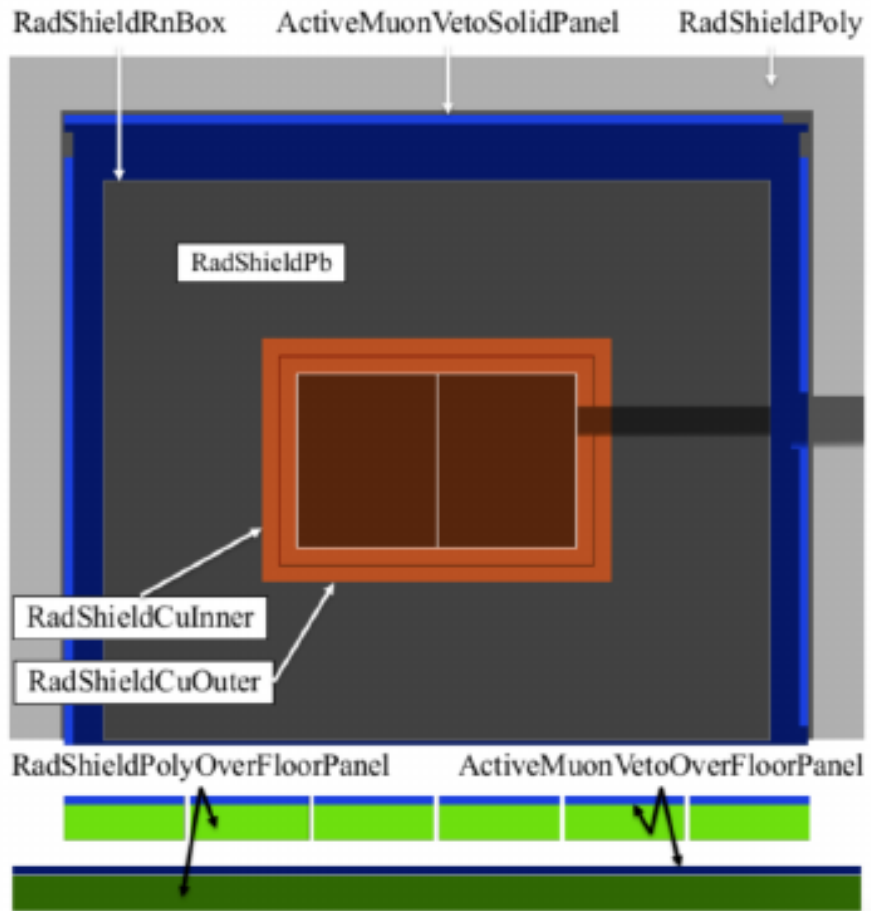 RadShieldRnBox ActiveMuonVetoSolidPanel RadShieldPoly
RadShieldPb
RadShieldCuInner
RadShieldCuOuter
RadShieldPolyOverFloorPanel ActiveMuonVetoOverFloorPanel